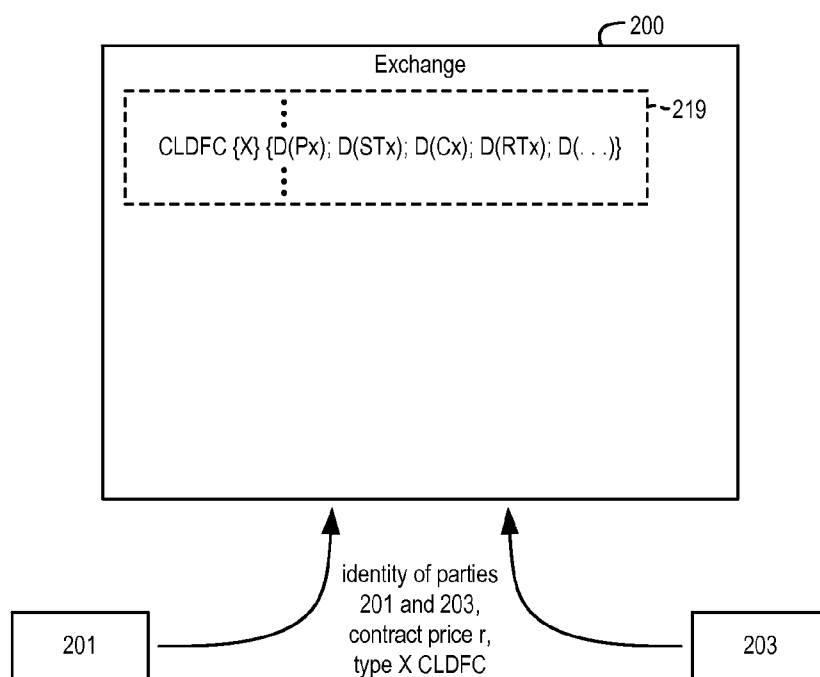 200
Exchange
219
CLDFC {X} {D(Px); D(STx); D(Cx); D(RTx); D(. . .)}
identity of parties
201 and 203,
contract price r,
type X CLDFC
201
203